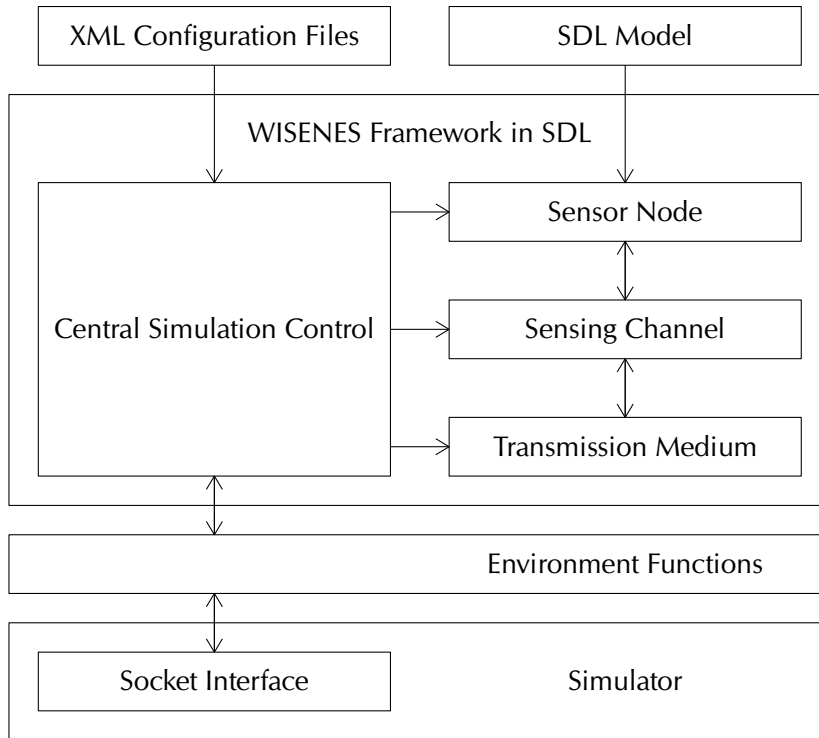 XML Configuration Files
SDL Model
WISENES Framework in SDL
Sensor Node
Central Simulation Control
Sensing Channel
Transmission Medium
Environment Functions
Socket Interface
Simulator